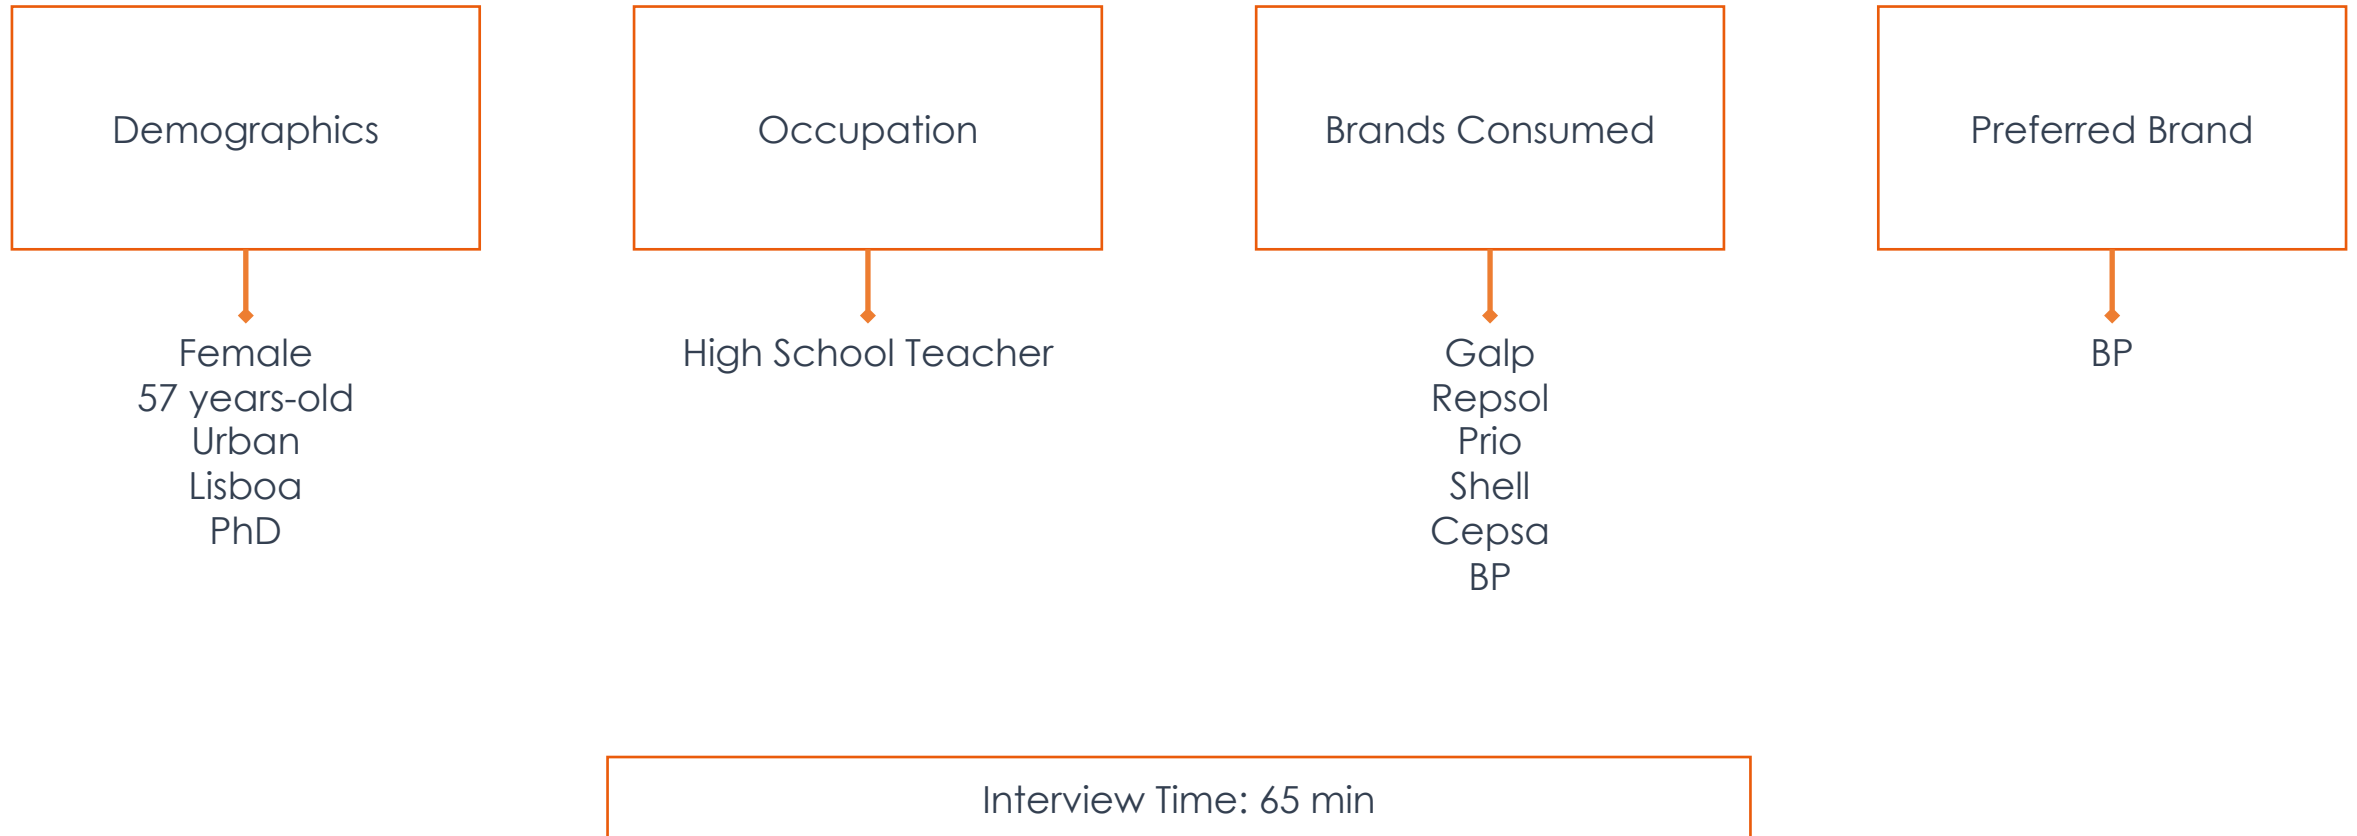 Demographics
Female
57 years-old
Urban
Lisboa
PhD
Occupation
High School Teacher
Brands Consumed
Galp
Repsol
Prio
Shell
Cepsa
BP
Preferred Brand
BP
Interview Time: 65 min